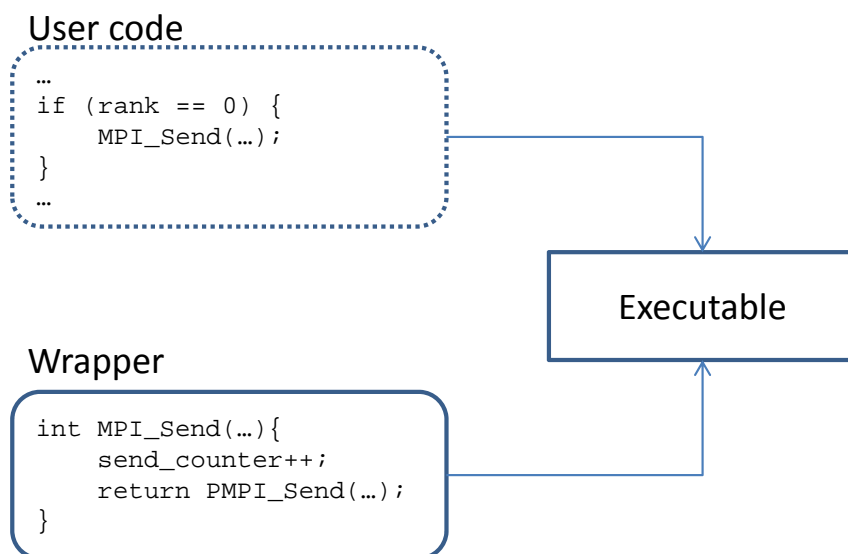 User code
…
if (rank == 0) {
    MPI_Send(…);
}
…
Executable
Wrapper
int MPI_Send(…){
    send_counter++;
    return PMPI_Send(…);
}